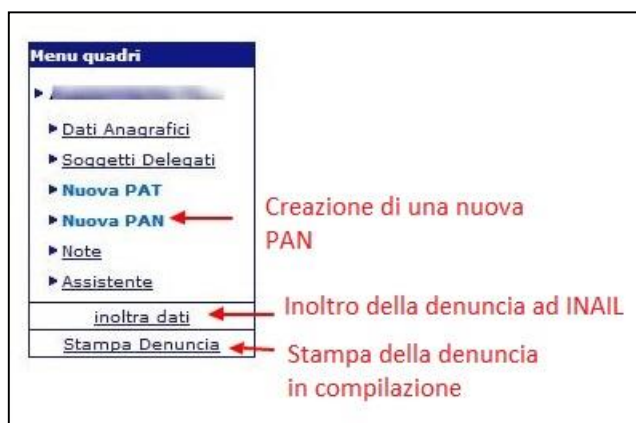 Menu quadri
Dati Anagrafici
Soggetti Delegati
Nuova PAT
Nuova PAN
Note
Assistente
inoltra dati
Stampa Denuncia
Creazione di una nuova
PAN
Inoltro della denuncia ad INAIL
Stampa della denuncia
in compilazione